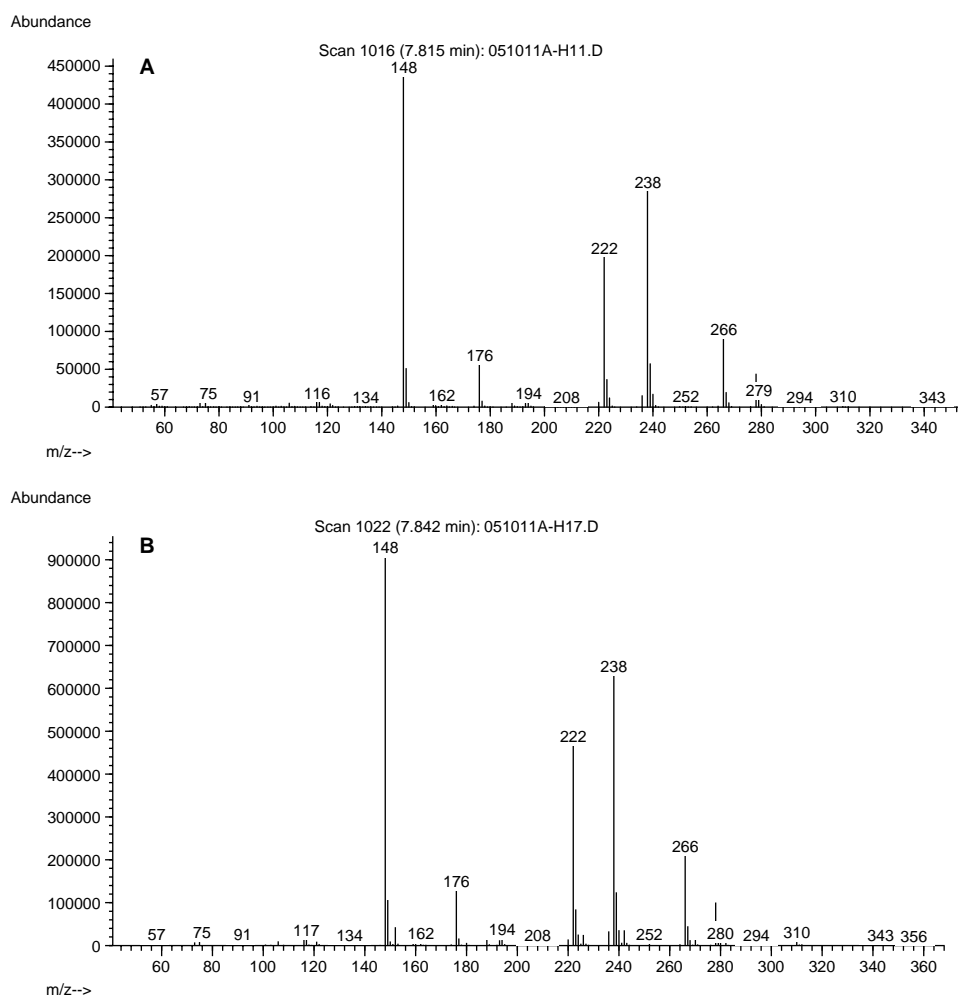 Abundance
Scan 1016 (7.815 min): 051011A-H11.D
A
450000
400000
350000
300000
250000
200000
150000
100000
50000
0
148
238
222
266
176
57 75 91 116 134 162 194 208 252 279 294 310 343
60 80 100 120 140 160 180 200 220 240 260 280 300 320 340
m/z-->
Abundance
Scan 1022 (7.842 min): 051011A-H17.D
B
900000
800000
700000
600000
500000
400000
300000
200000
100000
0
148
238
222
266
176
57 75 91 117 134 162 194 208 252 280 294 310 343 356
60 80 100 120 140 160 180 200 220 240 260 280 300 320 340 360
m/z-->